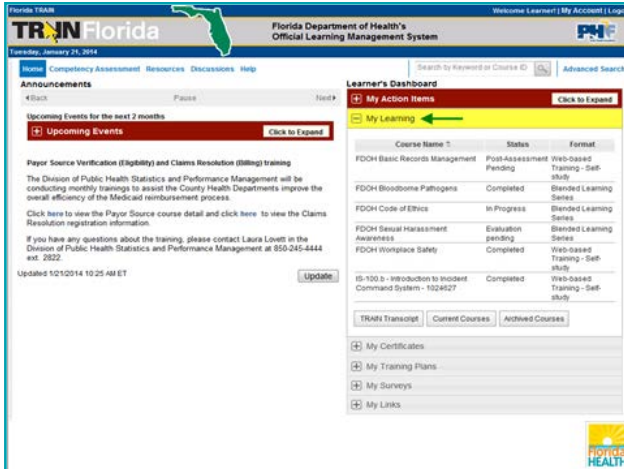 Florida TRAIN
Welcome Learner! | My Account | Logo
TRAIN Florida
Florida Department of Health's
Official Learning Management System
PHF
Tuesday, January 21, 2014
Home Competency Assessment Resources Discussions Help
Search by Keyword or Course ID
Advanced Search
Announcements
Back Pause Next
Upcoming Events for the next 2 months
Upcoming Events Click to Expand
Payor Source Verification (Eligibility) and Claims Resolution (Billing) training
The Division of Public Health Statistics and Performance Management will be
conducting monthly trainings to assist the County Health Departments improve the
overall efficiency of the Medicaid reimbursement process.
Click here to view the Payor Source course detail and click here to view the Claims
Resolution registration information.
If you have any questions about the training, please contact Laura Lovett in the
Division of Public Health Statistics and Performance Management at 850-245-4444
ext. 2822.
Updated 1/21/2014 10:25 AM ET
Update
Learner's Dashboard
My Action Items Click to Expand
My Learning
Course Name Status Format
FDOH Basic Records Management Post-Assessment Pending Web-based Training - Self-study
FDOH Bloodborne Pathogens Completed Blended Learning Series
FDOH Code of Ethics In Progress Blended Learning Series
FDOH Sexual Harassment Awareness Evaluation pending Blended Learning Series
FDOH Workplace Safety Completed Web-based Training - Self-study
IS-100.b - Introduction to Incident Command System - 1024627 Completed Web-based Training - Self-study
TRAIN Transcript Current Courses Archived Courses
My Certificates
My Training Plans
My Surveys
My Links
Florida
HEALTH